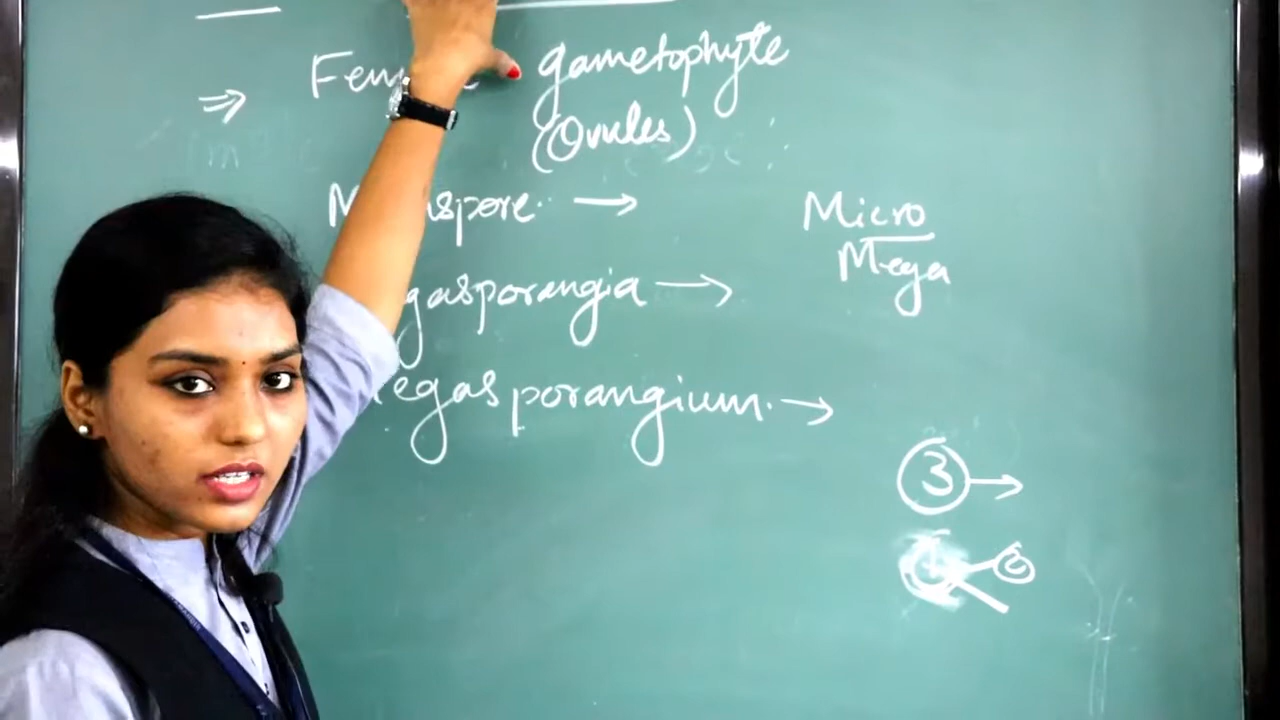 gametophyte
(Ovules)
spore →
Micro
Mega
gasporangia →
egasporangium. →
3 →